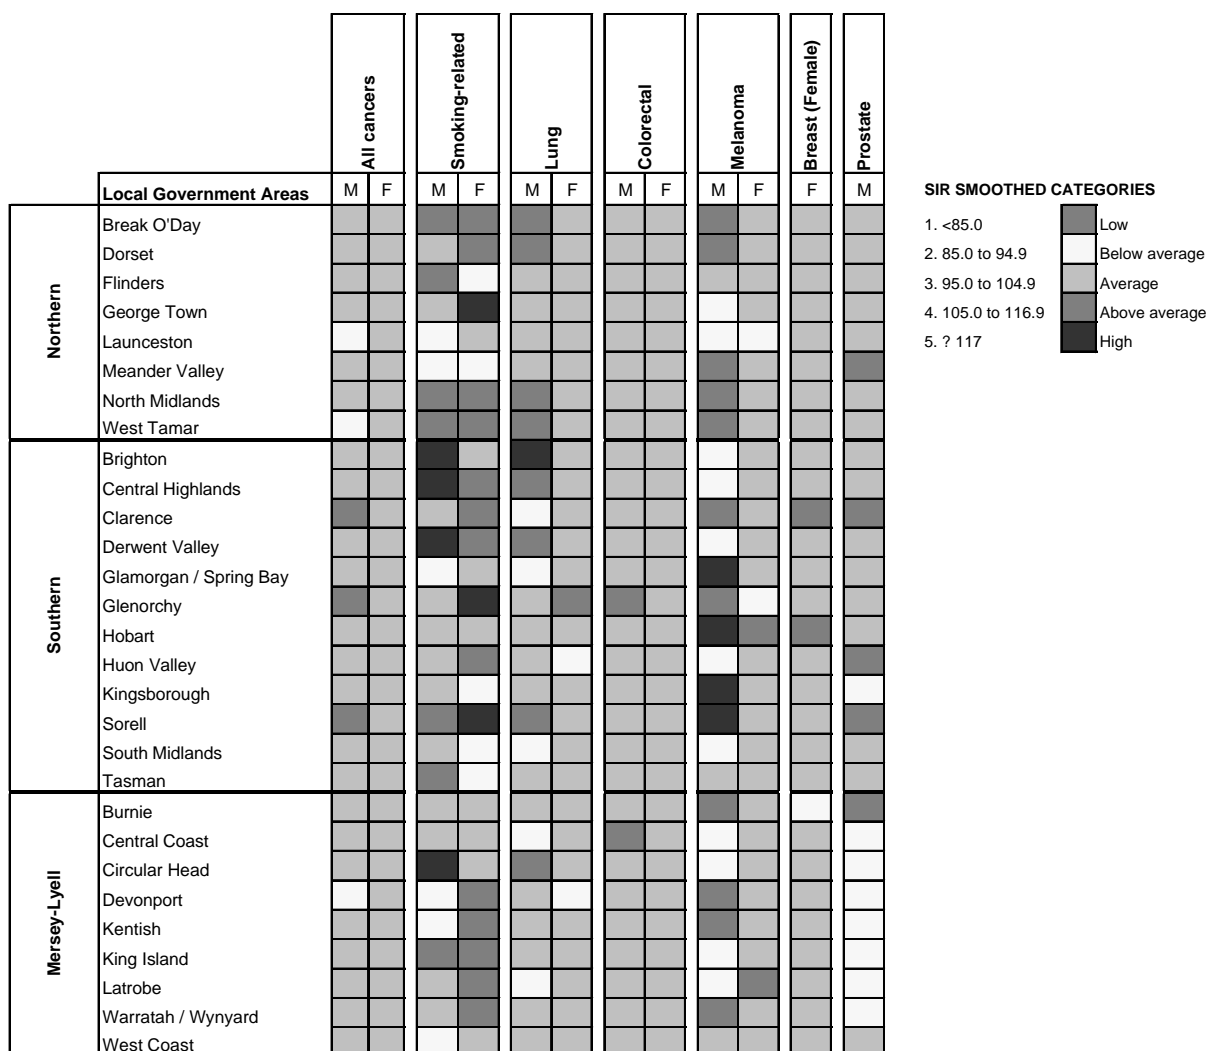 All cancers
Smoking-related
Lung
Colorectal
Melanoma
Breast (Female)
Prostate
Local Government Areas M F M F M F M F M F F M
Northern
Break O'Day
Dorset
Flinders
George Town
Launceston
Meander Valley
North Midlands
West Tamar
Southern
Brighton
Central Highlands
Clarence
Derwent Valley
Glamorgan / Spring Bay
Glenorchy
Hobart
Huon Valley
Kingsborough
Sorell
South Midlands
Tasman
Mersey-Lyell
Burnie
Central Coast
Circular Head
Devonport
Kentish
King Island
Latrobe
Warratah / Wynyard
West Coast
SIR SMOOTHED CATEGORIES
1. <85.0 Low
2. 85.0 to 94.9 Below average
3. 95.0 to 104.9 Average
4. 105.0 to 116.9 Above average
5. ? 117 High